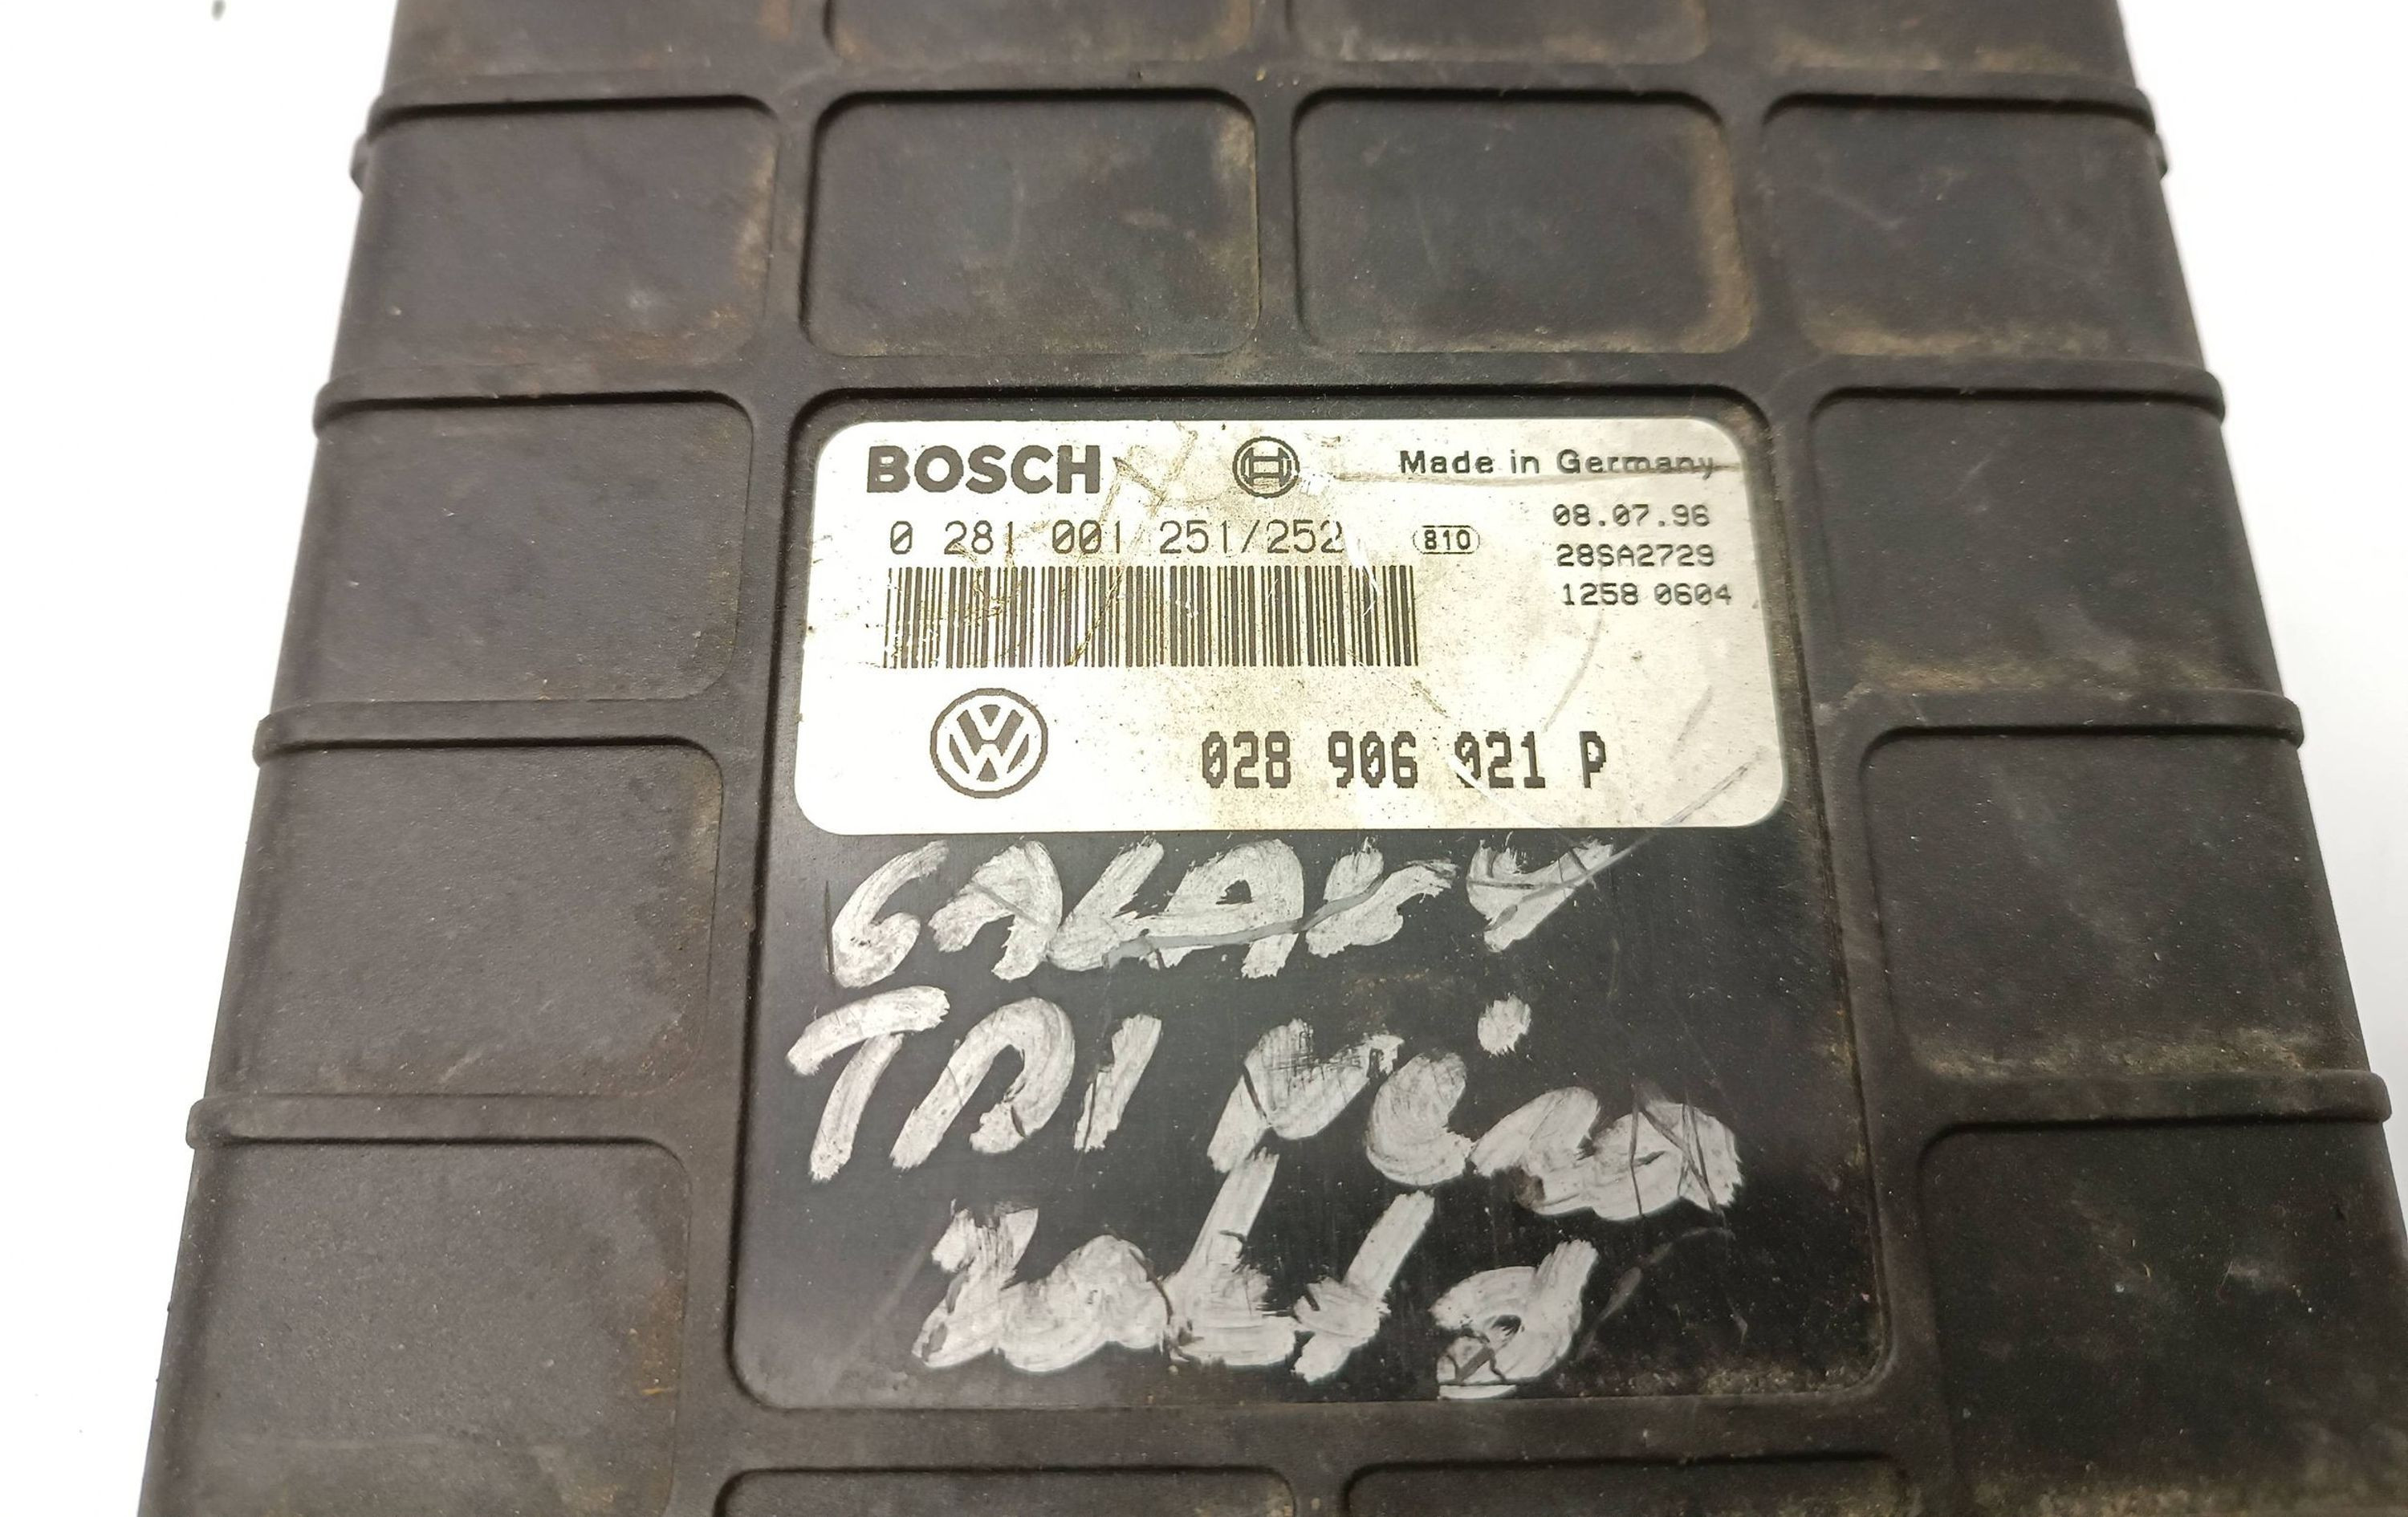 BOSCH Made in Germany
0 281 001 251/252 810 08.07.96
28SA2729
1258 0604
028 906 021 P
GALAXY
TDI